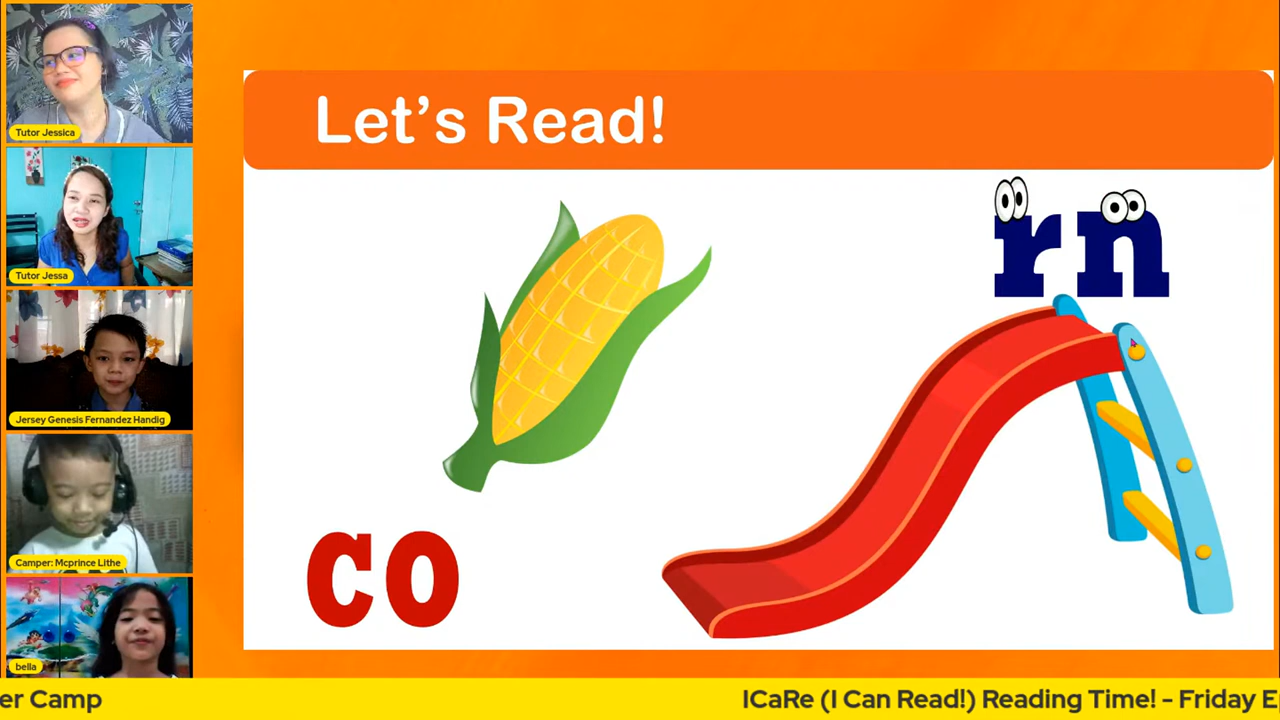 Tutor Jessica
Tutor Jessa
Jersey Genesis Fernandez Handig
Camper: Mcprince Lithe
bella
Let's Read!
rn
co
er Camp
ICaRe (I Can Read!) Reading Time! - Friday E